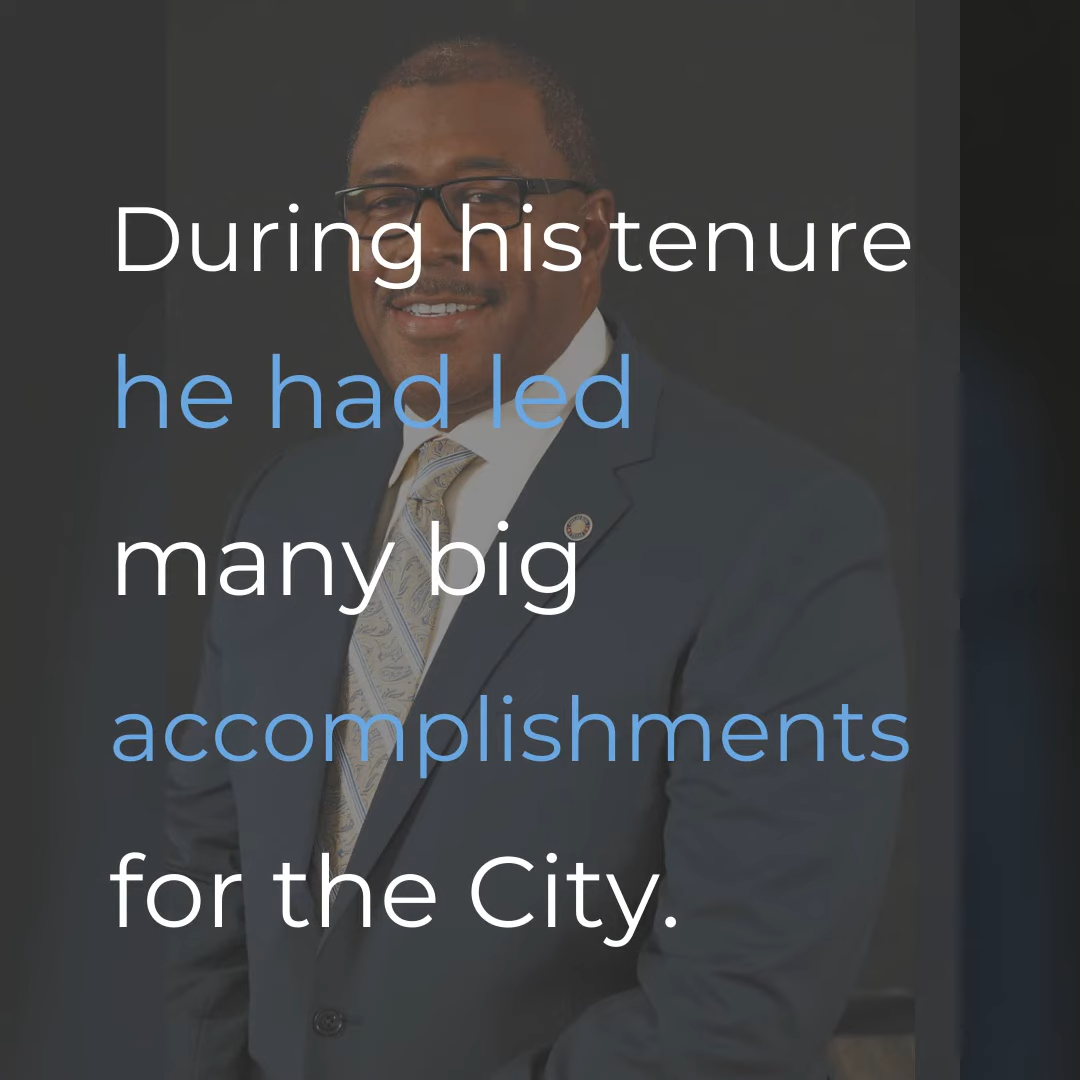 During his tenure
he had led
many big
accomplishments
for the City.